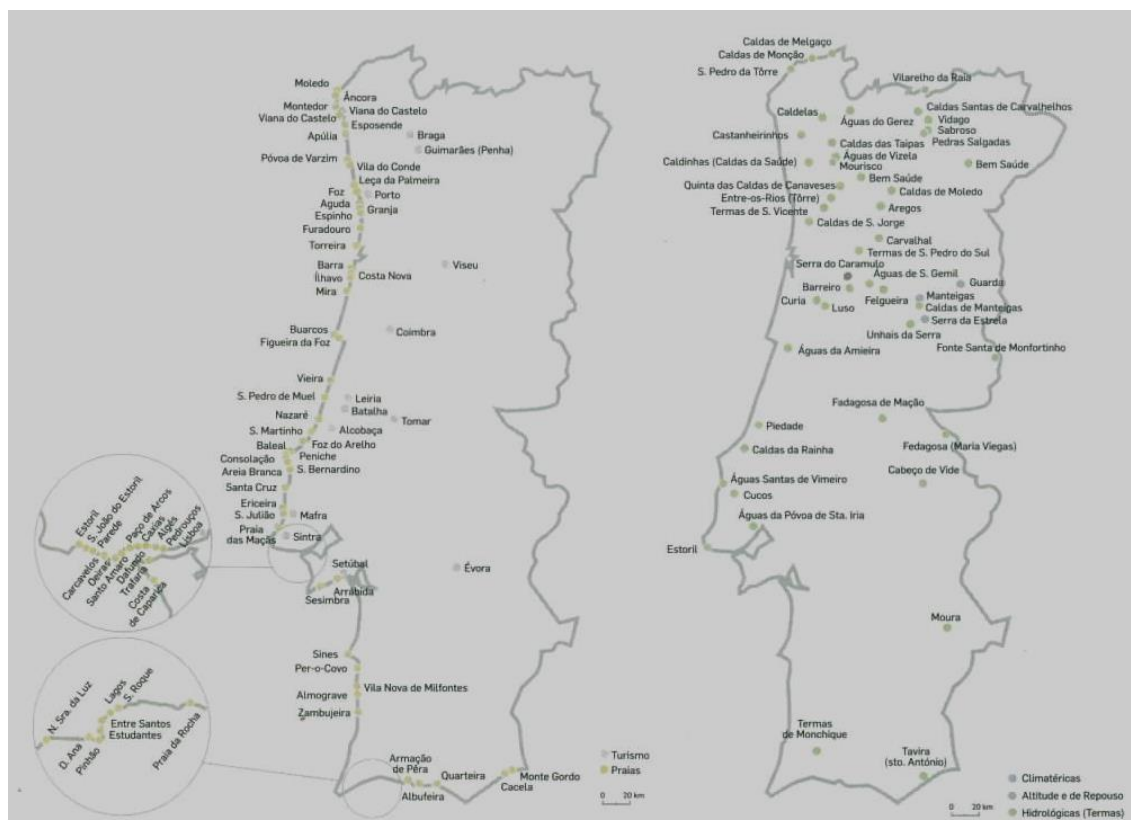 Moledo
Âncora
Montedor
Viana do Castelo
Viana do Castelo
Esposende
Apúlia
Braga
Guimarães (Penha)
Póvoa de Varzim
Vila do Conde
Leça da Palmeira
Foz
Porto
Aguda
Granja
Espinho
Furadouro
Torreira
Barra
Costa Nova
Ílhavo
Mira
Viseu
Buarcos
Figueira da Foz
Coimbra
Vieira
S. Pedro de Muel
Leiria
Batalha
Nazaré
Tomar
Alcobaça
S. Martinho
Foz do Arelho
Baleal
Peniche
Consolação
Areia Branca
S. Bernardino
Santa Cruz
Ericeira
S. Julião
Mafra
Praia
das Maçãs
Sintra
Setúbal
Arrábida
Sesimbra
Évora
Sines
Per-o-Covo
Vila Nova de Milfontes
Almograve
Zambujeira
Armação
de Pêra
Quarteira
Monte Gordo
Cacela
Albufeira
Estoril
S. João do Estoril
Parede
Paço de Arcos
Caxias
Algés
Pedrouços
Lisboa
Carcavelos
Oeiras
Santo Amaro
Dafundo
Trafaria
Costa
de Caparica
N. Sra. da Luz
Lagos
S. Roque
Entre Santos
Estudantes
D. Ana
Pinhão
Praia da Rocha
Turismo
Praias
0 20 km
Caldas de Melgaço
Caldas de Monção
S. Pedro da Tôrre
Vilarelho da Raia
Caldelas
Águas do Gerez
Caldas Santas de Carvalhelhos
Vidago
Sabroso
Pedras Salgadas
Castanheirinhos
Caldas das Taipas
Águas de Vizela
Mourisco
Caldinhas (Caldas da Saúde)
Bem Saúde
Bem Saúde
Quinta das Caldas de Canaveses
Caldas de Moledo
Entre-os-Rios (Tôrre)
Termas de S. Vicente
Aregos
Caldas de S. Jorge
Carvalhal
Termas de S. Pedro do Sul
Serra do Caramulo
Águas de S. Gemil
Guarda
Barreiro
Felgueira
Manteigas
Curia
Luso
Caldas de Manteigas
Serra da Estrela
Unhais da Serra
Águas da Amieira
Fonte Santa de Monfortinho
Fadagosa de Mação
Piedade
Fedagosa (Maria Viegas)
Caldas da Rainha
Cabeço de Vide
Águas Santas de Vimeiro
Cucos
Águas da Póvoa de Sta. Iria
Estoril
Moura
Termas
de Monchique
Tavira
(sto. António)
Climatéricas
Altitude e de Repouso
Hidrológicas (Termas)
0 20 km